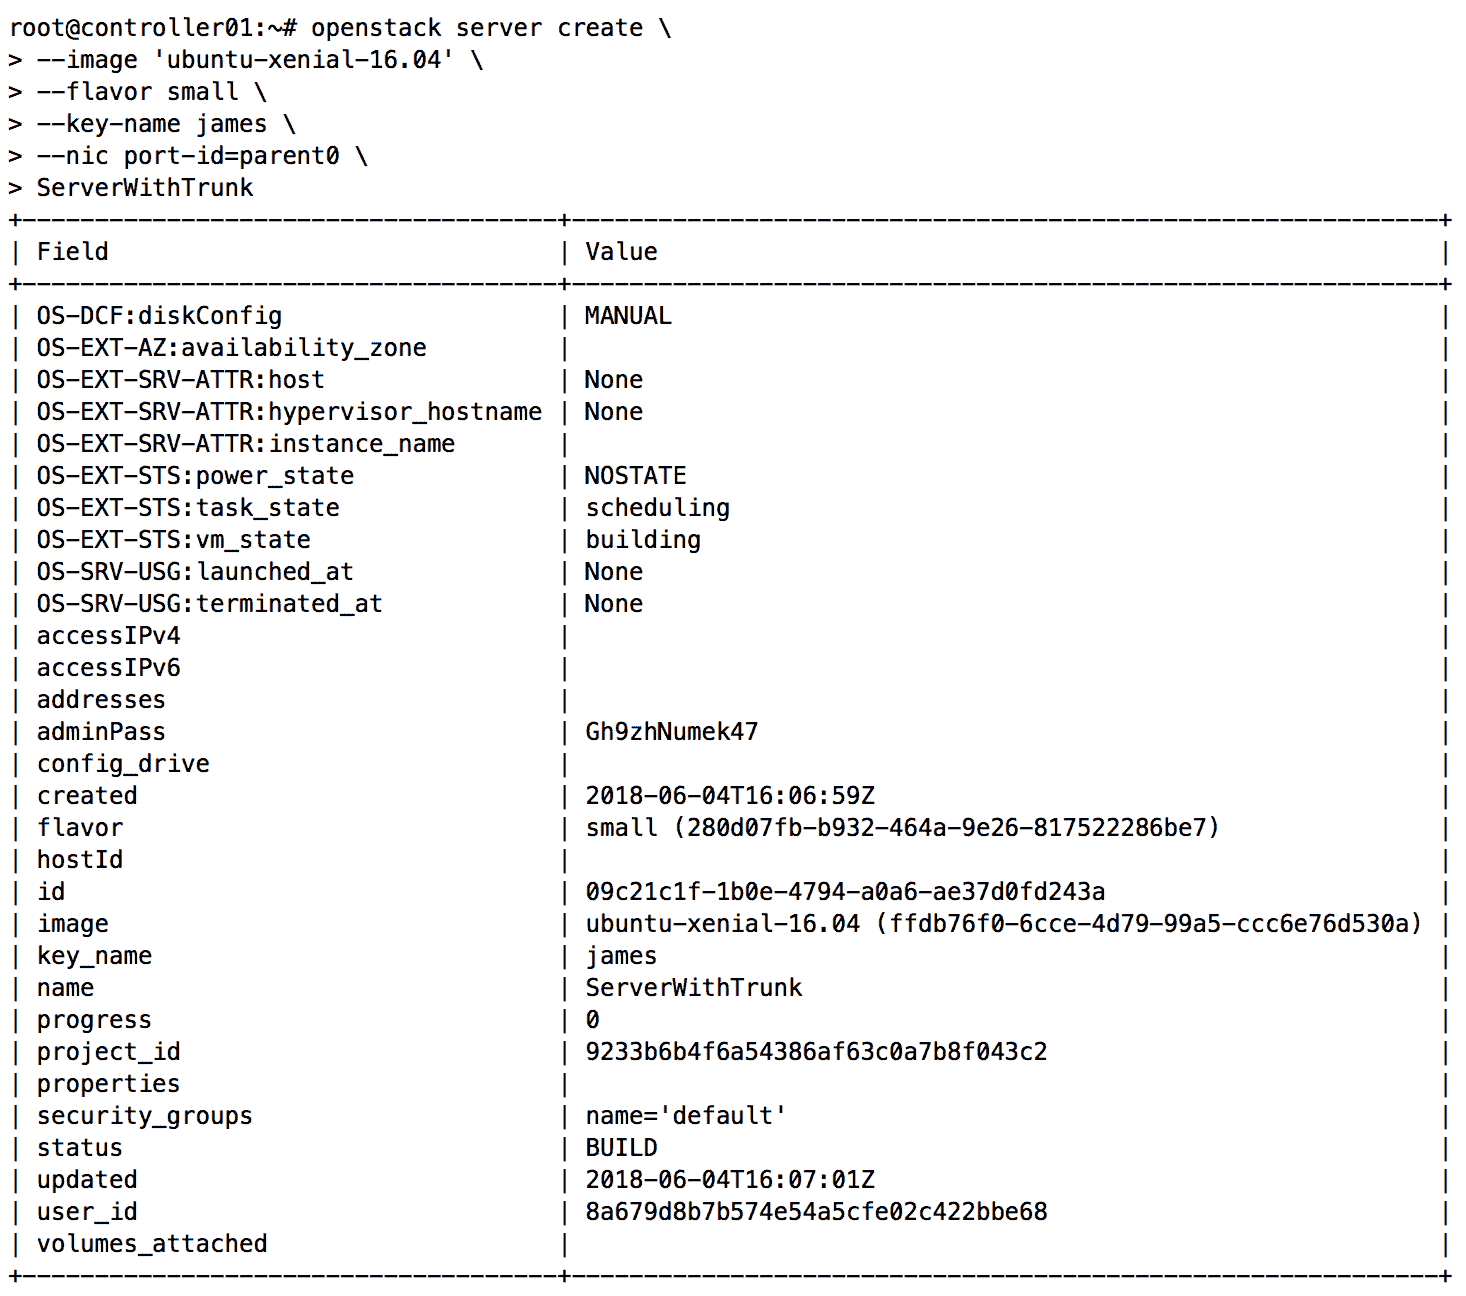 root@controller01:~# openstack server create \
> --image 'ubuntu-xenial-16.04' \
> --flavor small \
> --key-name james \
> --nic port-id=parent0 \
> ServerWithTrunk
+-------------------------------------+------------------------------------------------------------+
| Field                               | Value                                                      |
+-------------------------------------+------------------------------------------------------------+
| OS-DCF:diskConfig                   | MANUAL                                                     |
| OS-EXT-AZ:availability_zone         |                                                            |
| OS-EXT-SRV-ATTR:host                | None                                                       |
| OS-EXT-SRV-ATTR:hypervisor_hostname | None                                                       |
| OS-EXT-SRV-ATTR:instance_name       |                                                            |
| OS-EXT-STS:power_state              | NOSTATE                                                    |
| OS-EXT-STS:task_state               | scheduling                                                 |
| OS-EXT-STS:vm_state                 | building                                                   |
| OS-SRV-USG:launched_at              | None                                                       |
| OS-SRV-USG:terminated_at            | None                                                       |
| accessIPv4                          |                                                            |
| accessIPv6                          |                                                            |
| addresses                           |                                                            |
| adminPass                           | Gh9zhNumek47                                               |
| config_drive                        |                                                            |
| created                             | 2018-06-04T16:06:59Z                                       |
| flavor                              | small (280d07fb-b932-464a-9e26-817522286be7)               |
| hostId                              |                                                            |
| id                                  | 09c21c1f-1b0e-4794-a0a6-ae37d0fd243a                       |
| image                               | ubuntu-xenial-16.04 (ffdb76f0-6cce-4d79-99a5-ccc6e76d530a) |
| key_name                            | james                                                      |
| name                                | ServerWithTrunk                                            |
| progress                            | 0                                                          |
| project_id                          | 9233b6b4f6a54386af63c0a7b8f043c2                           |
| properties                          |                                                            |
| security_groups                     | name='default'                                             |
| status                              | BUILD                                                      |
| updated                             | 2018-06-04T16:07:01Z                                       |
| user_id                             | 8a679d8b7b574e54a5cfe02c422bbe68                           |
| volumes_attached                    |                                                            |
+-------------------------------------+------------------------------------------------------------+